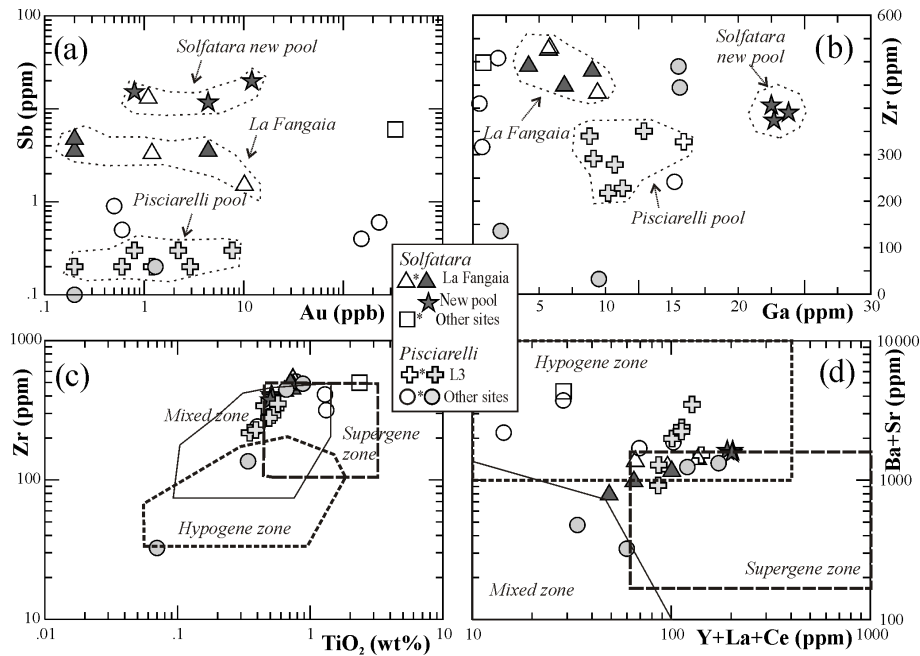 100
10
1
.1
Sb (ppm)
(a)
Solfatara new pool
La Fangaia
Pisciarelli pool
1
10
100
Au (ppb)
(b)
Solfatara
new pool
La Fangaia
Pisciarelli pool
600
300
200
100
0
Zr (ppm)
5
10
15
20
25
30
Ga (ppm)
Solfatara
* La Fangaia
New pool
* Other sites
Pisciarelli
* L3
* Other sites
1000
100
10
Zr (ppm)
(c)
Mixed zone
Supergene
zone
Hypogene zone
.01
.1
1
10
TiO2 (wt%)
(d)
Hypogene zone
Supergene zone
Mixed zone
10000
1000
100
Ba+Sr (ppm)
10
100
1000
Y+La+Ce (ppm)